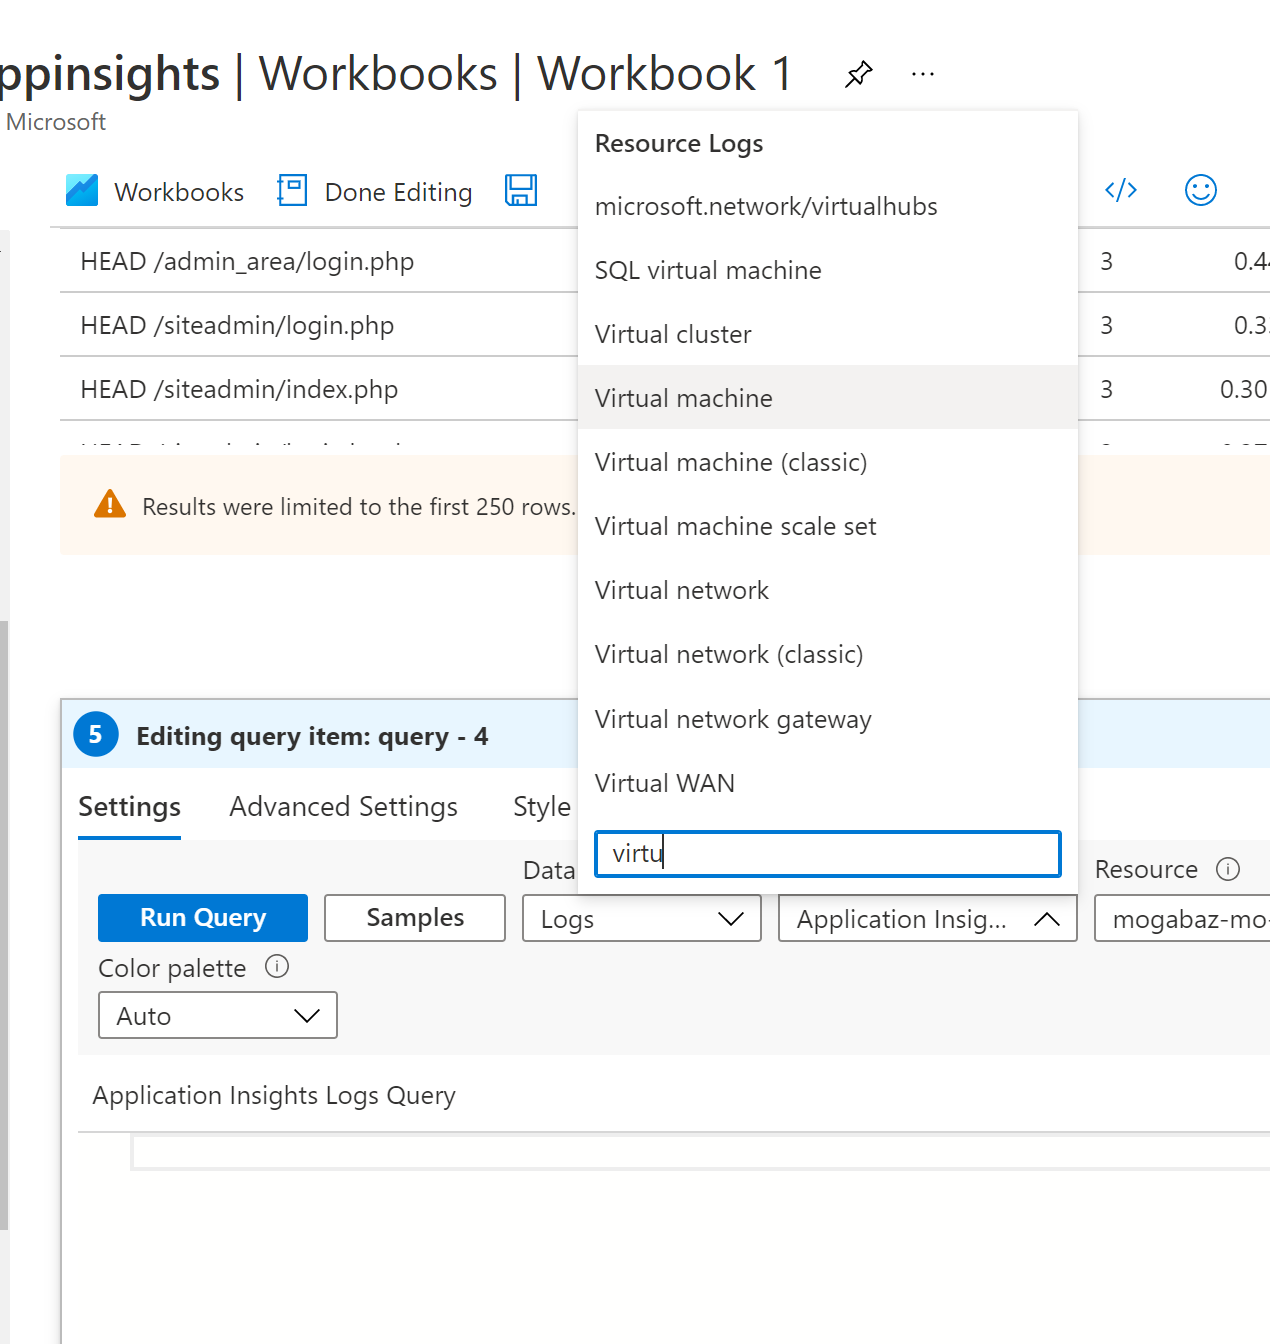 ppinsights | Workbooks | Workbook 1
Microsoft
Workbooks
Done Editing
Resource Logs
microsoft.network/virtualhubs
SQL virtual machine
Virtual cluster
Virtual machine
Virtual machine (classic)
Virtual machine scale set
Virtual network
Virtual network (classic)
Virtual network gateway
Virtual WAN
virtu
HEAD /admin_area/login.php 3 0.4
HEAD /siteadmin/login.php 3 0.3
HEAD /siteadmin/index.php 3 0.30
Results were limited to the first 250 rows.
5 Editing query item: query - 4
Settings Advanced Settings Style
Data
Resource
Run Query
Samples
Logs
Application Insig...
mogabaz-mo-
Color palette
Auto
Application Insights Logs Query